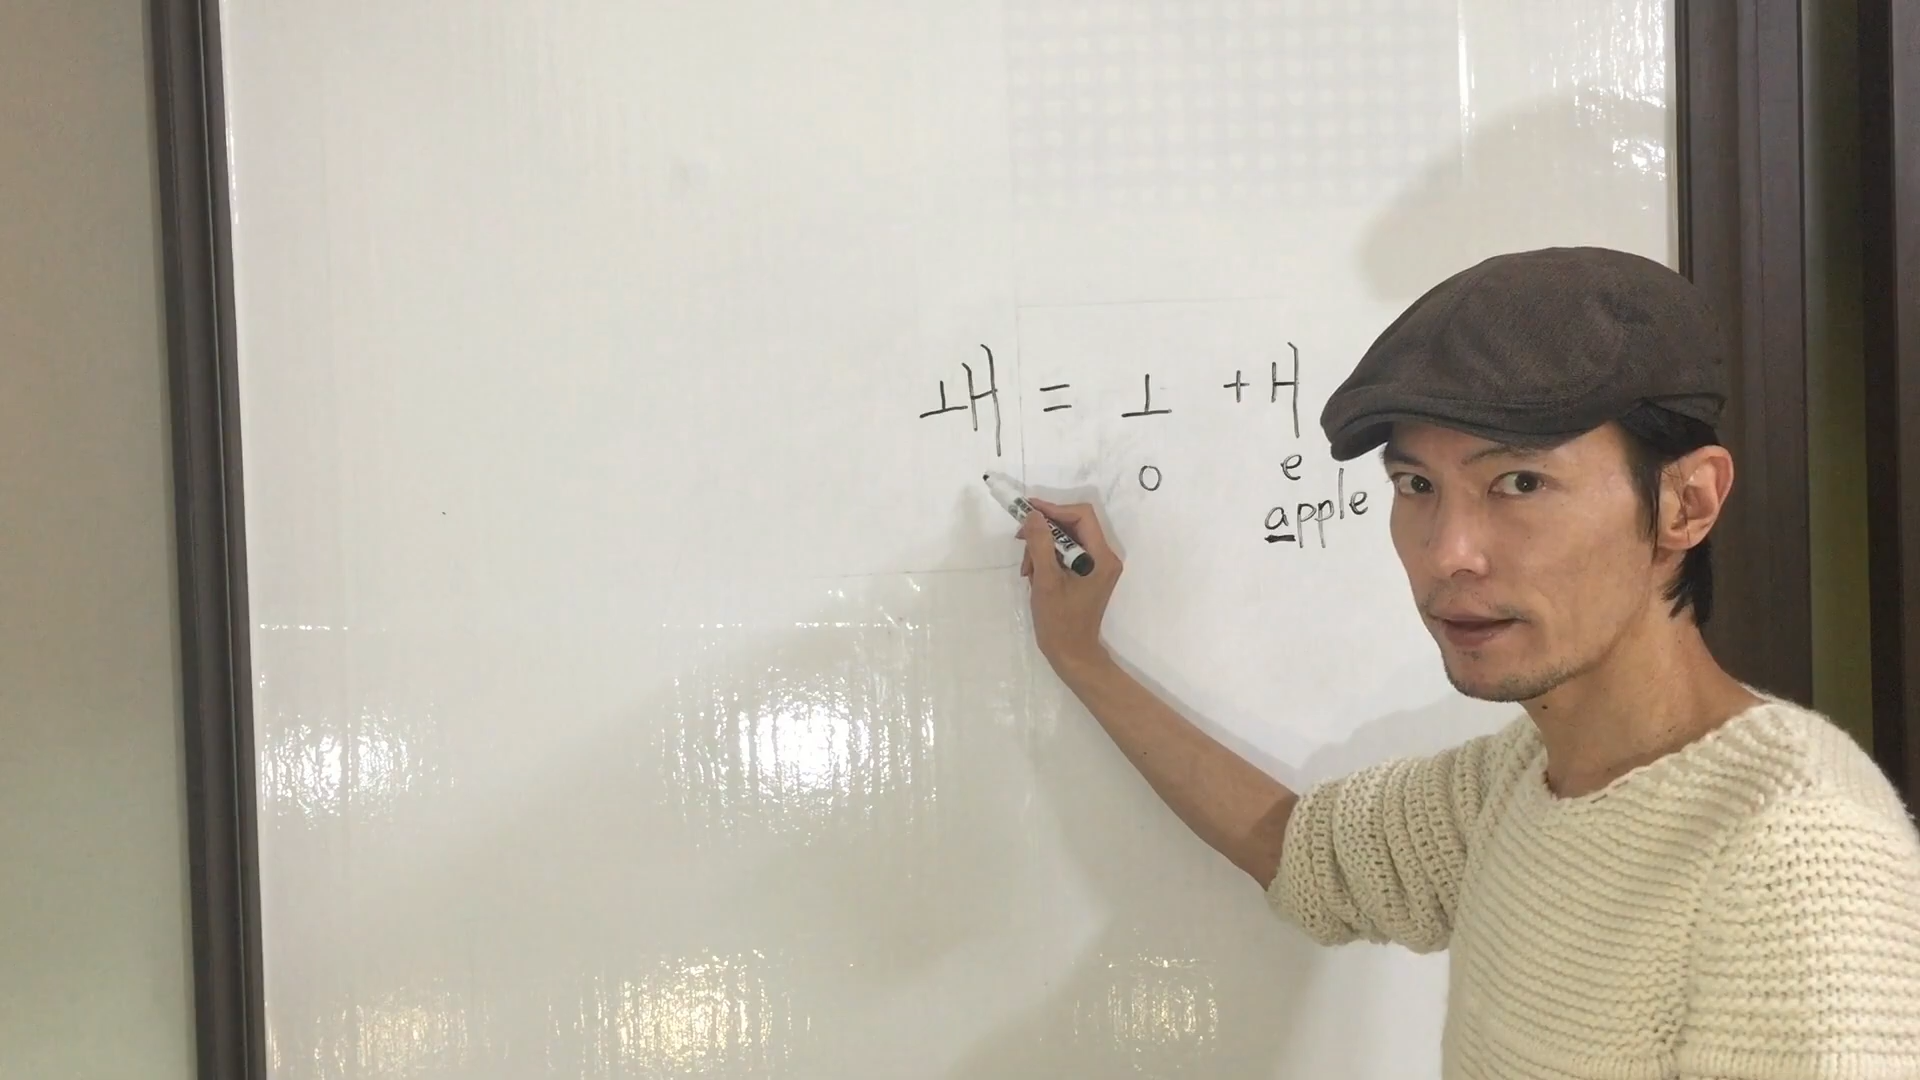 ㅙ = ㅗ + ㅐ
o e
apple